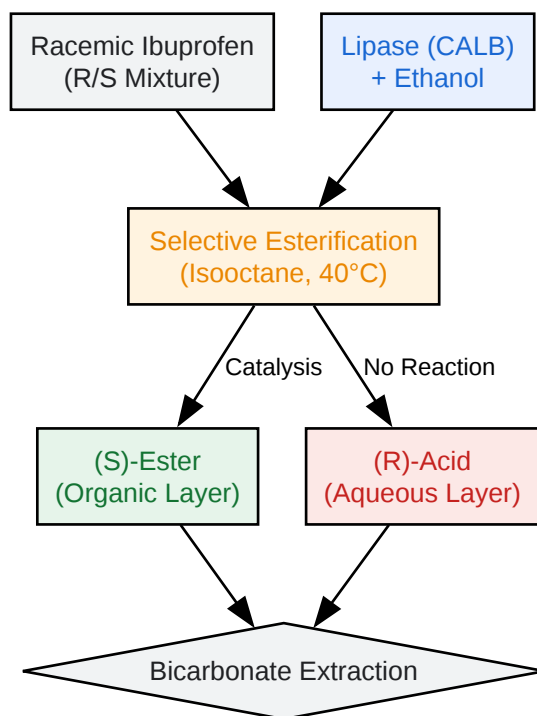 Racemic Ibuprofen
(R/S Mixture)
Lipase (CALB)
+ Ethanol
Selective Esterification
(Isooctane, 40°C)
Catalysis
No Reaction
(S)-Ester
(Organic Layer)
(R)-Acid
(Aqueous Layer)
Bicarbonate Extraction